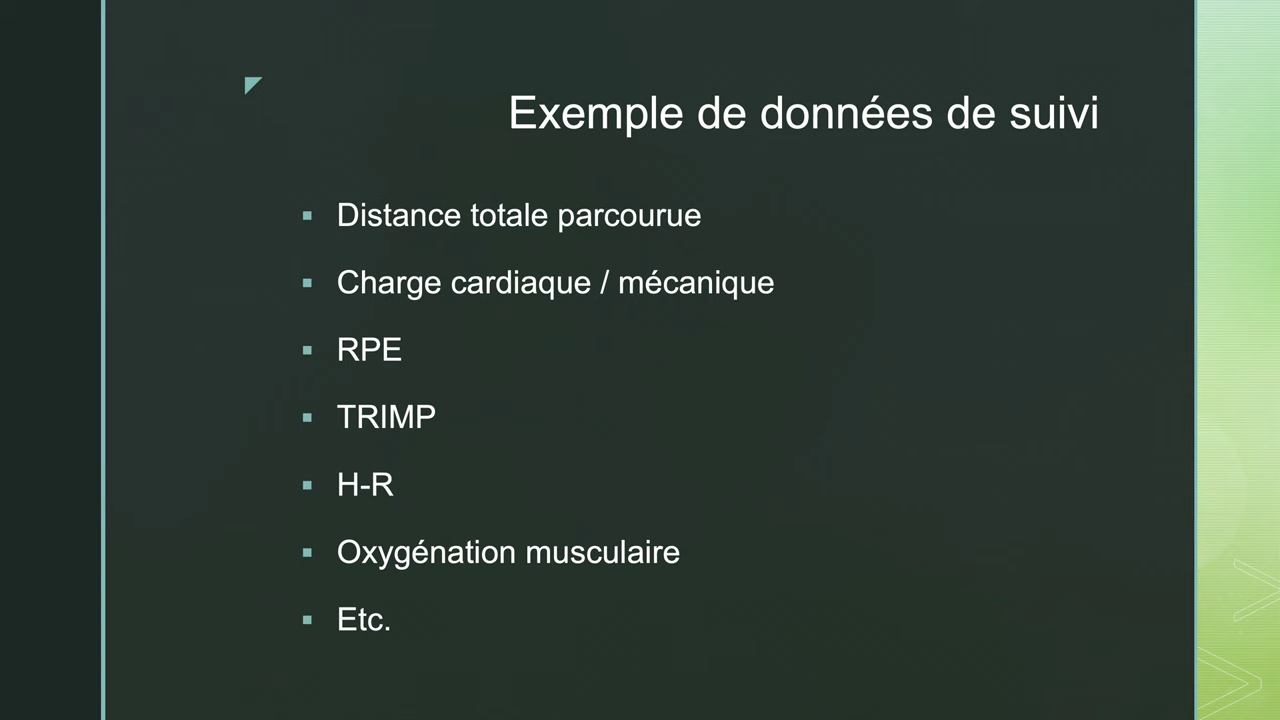 Exemple de données de suivi
Distance totale parcourue
Charge cardiaque / mécanique
RPE
TRIMP
H-R
Oxygénation musculaire
Etc.